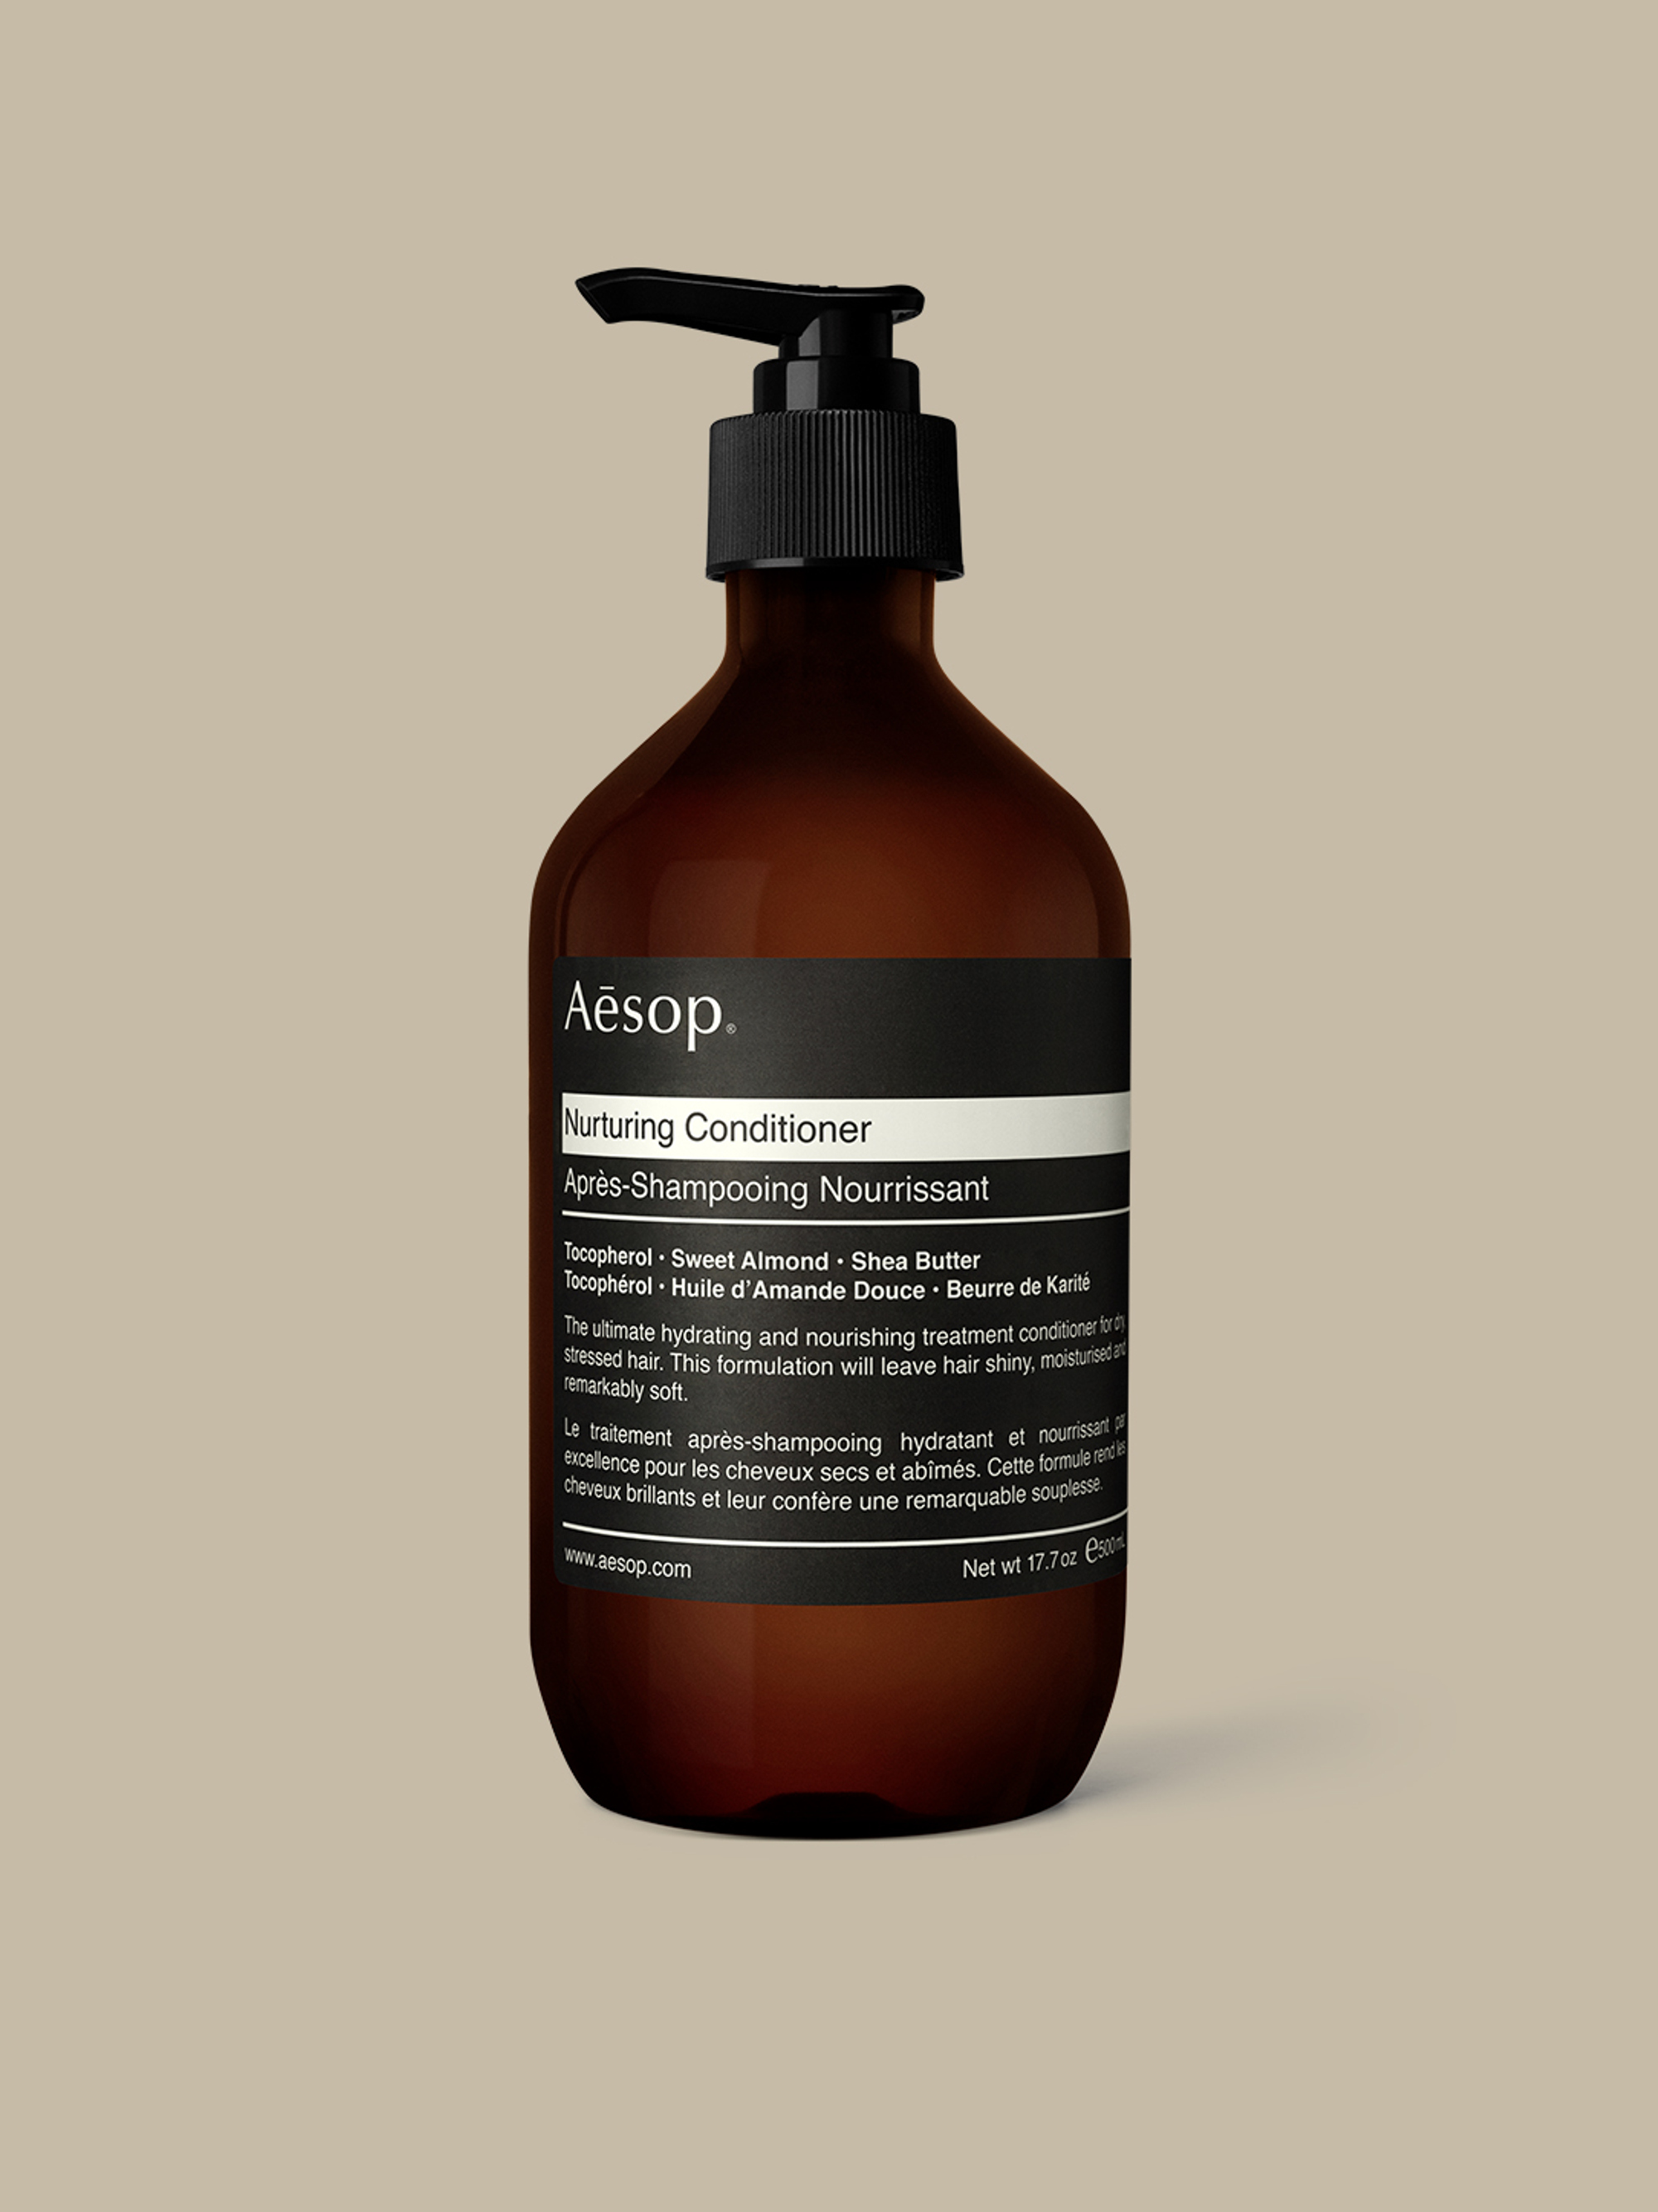 Aēsop.®
Nurturing Conditioner
Après-Shampooing Nourrissant
Tocopherol • Sweet Almond • Shea Butter
Tocophérol • Huile d’Amande Douce • Beurre de Karité
The ultimate hydrating and nourishing treatment conditioner for dry,
stressed hair. This formulation will leave hair shiny, moisturised and
remarkably soft.
Le traitement après-shampooing hydratant et nourrissant par
excellence pour les cheveux secs et abîmés. Cette formule rend les
cheveux brillants et leur confère une remarquable souplesse.
www.aesop.com
Net wt 17.7 oz ℮500 mL